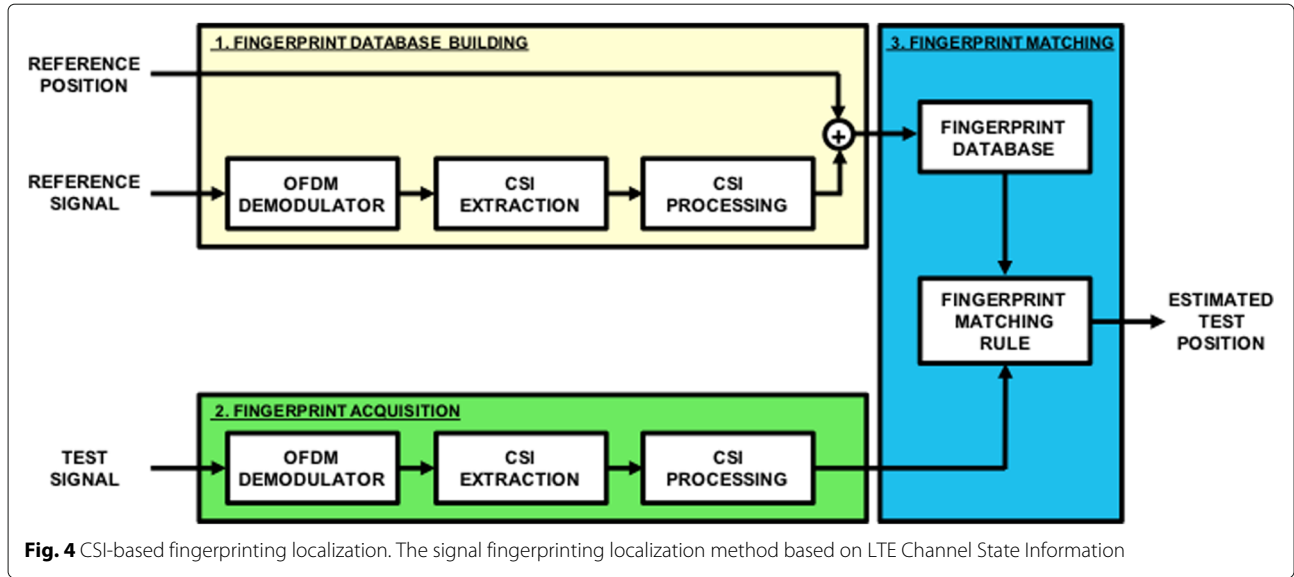 1. FINGERPRINT DATABASE BUILDING
3. FINGERPRINT MATCHING
REFERENCE
POSITION
+
FINGERPRINT
DATABASE
REFERENCE
SIGNAL
OFDM
DEMODULATOR
CSI
EXTRACTION
CSI
PROCESSING
FINGERPRINT
MATCHING
RULE
ESTIMATED
TEST
POSITION
2. FINGERPRINT ACQUISITION
TEST
SIGNAL
OFDM
DEMODULATOR
CSI
EXTRACTION
CSI
PROCESSING
Fig. 4 CSI-based fingerprinting localization. The signal fingerprinting localization method based on LTE Channel State Information